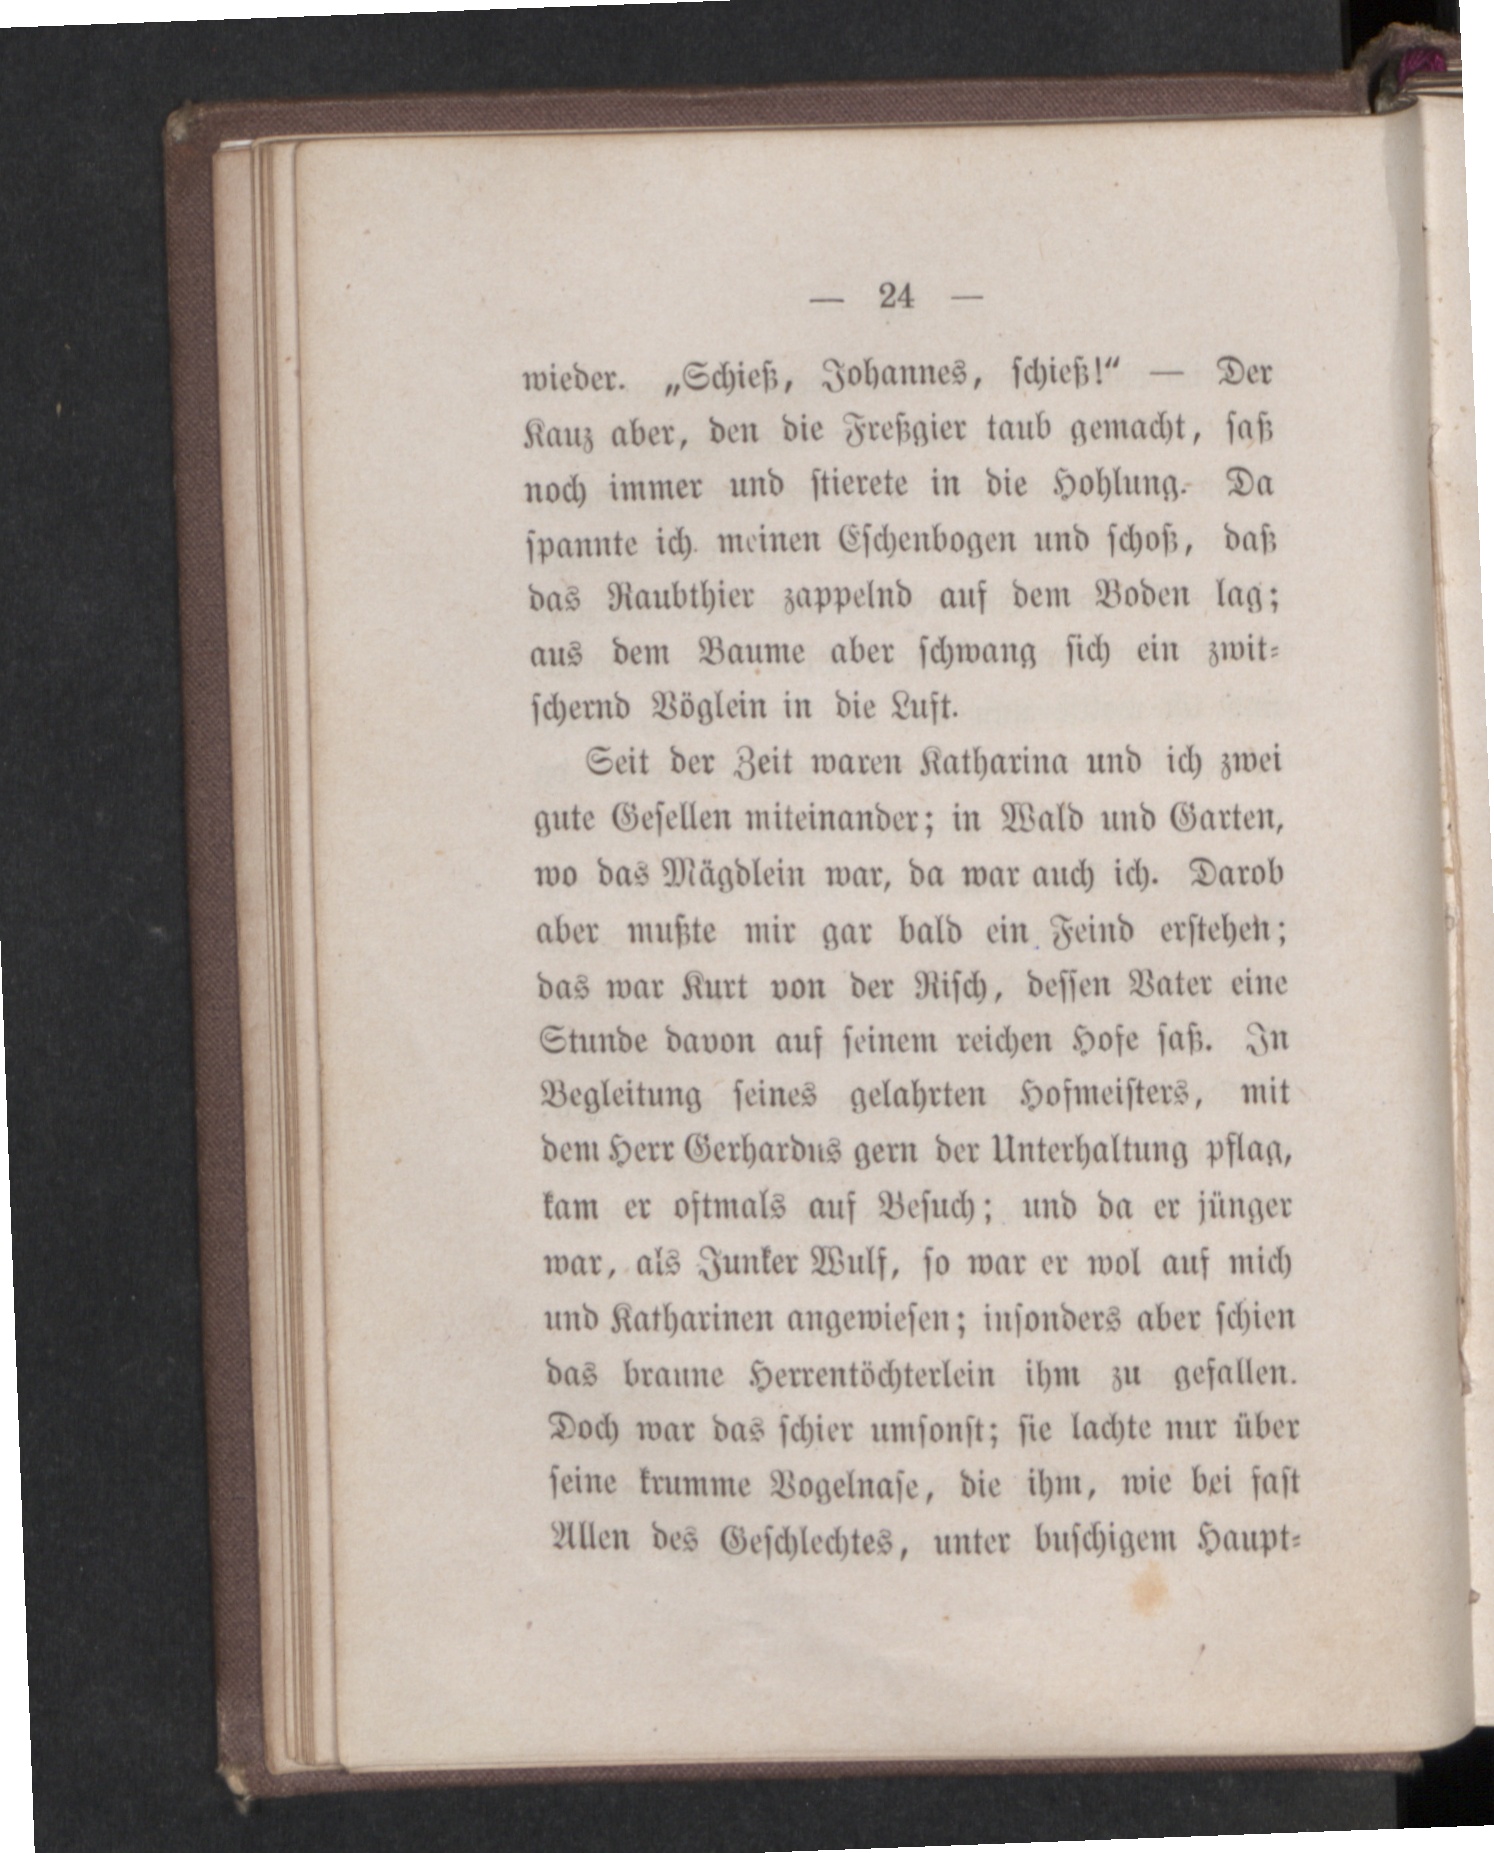 — 24 —
wieder. „Schieß, Johannes, schieß!“ — Der
Kauz aber, den die Freßgier taub gemacht, saß
noch immer und stierete in die Hohlung. Da
spannte ich meinen Eschenbogen und schoß, daß
das Raubthier zappelnd auf dem Boden lag;
aus dem Baume aber schwang sich ein zwit-
schernd Vöglein in die Luft.
Seit der Zeit waren Katharina und ich zwei
gute Gesellen miteinander; in Wald und Garten,
wo das Mägdlein war, da war auch ich. Darob
aber mußte mir gar bald ein Feind erstehen;
das war Kurt von der Risch, dessen Vater eine
Stunde davon auf seinem reichen Hofe saß. In
Begleitung seines gelahrten Hofmeisters, mit
dem Herr Gerhardus gern der Unterhaltung pflag,
kam er oftmals auf Besuch; und da er jünger
war, als Junker Wulf, so war er wol auf mich
und Katharinen angewiesen; insonders aber schien
das braune Herrentöchterlein ihm zu gefallen.
Doch war das schier umsonst; sie lachte nur über
seine krumme Vogelnase, die ihm, wie bei fast
Allen des Geschlechtes, unter buschigem Haupt-